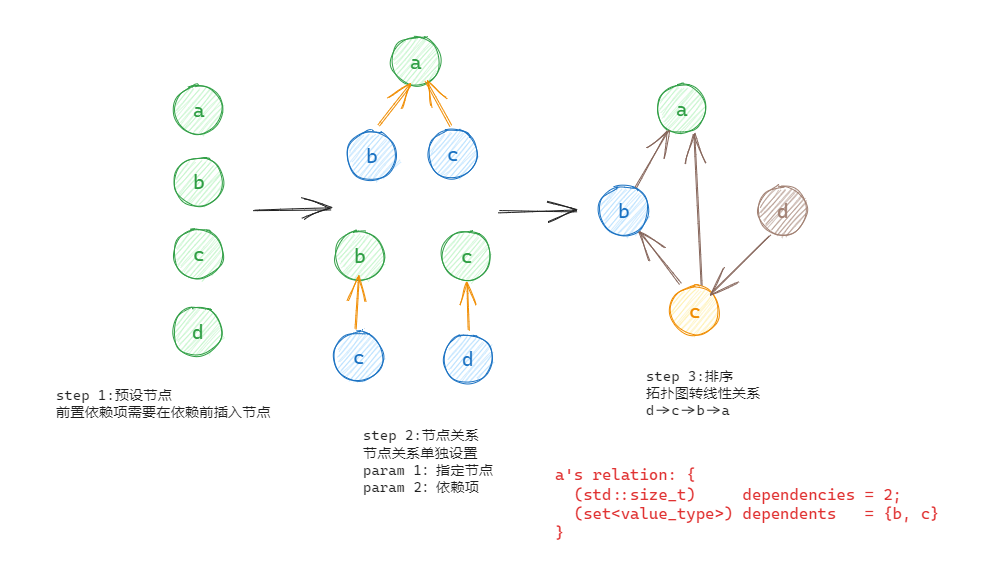 a
b
c
d
step 1:预设节点
前置依赖项需要在依赖前插入节点
a
b
c
b
c
c
d
step 2:节点关系
节点关系单独设置
param 1: 指定节点
param 2: 依赖项
a
b
d
c
step 3:排序
拓扑图转线性关系
d→c→b→a
a's relation: {
(std::size_t) dependencies = 2;
(set<value_type>) dependents = {b, c}
}